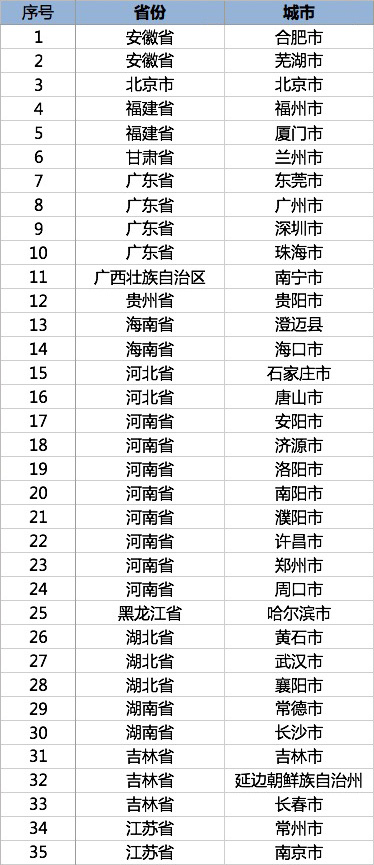 序号 省份 城市
1 安徽省 合肥市
2 安徽省 芜湖市
3 北京市 北京市
4 福建省 福州市
5 福建省 厦门市
6 甘肃省 兰州市
7 广东省 东莞市
8 广东省 广州市
9 广东省 深圳市
10 广东省 珠海市
11 广西壮族自治区 南宁市
12 贵州省 贵阳市
13 海南省 澄迈县
14 海南省 海口市
15 河北省 石家庄市
16 河北省 唐山市
17 河南省 安阳市
18 河南省 济源市
19 河南省 洛阳市
20 河南省 南阳市
21 河南省 濮阳市
22 河南省 许昌市
23 河南省 郑州市
24 河南省 周口市
25 黑龙江省 哈尔滨市
26 湖北省 黄石市
27 湖北省 武汉市
28 湖北省 襄阳市
29 湖南省 常德市
30 湖南省 长沙市
31 吉林省 吉林市
32 吉林省 延边朝鲜族自治州
33 吉林省 长春市
34 江苏省 常州市
35 江苏省 南京市